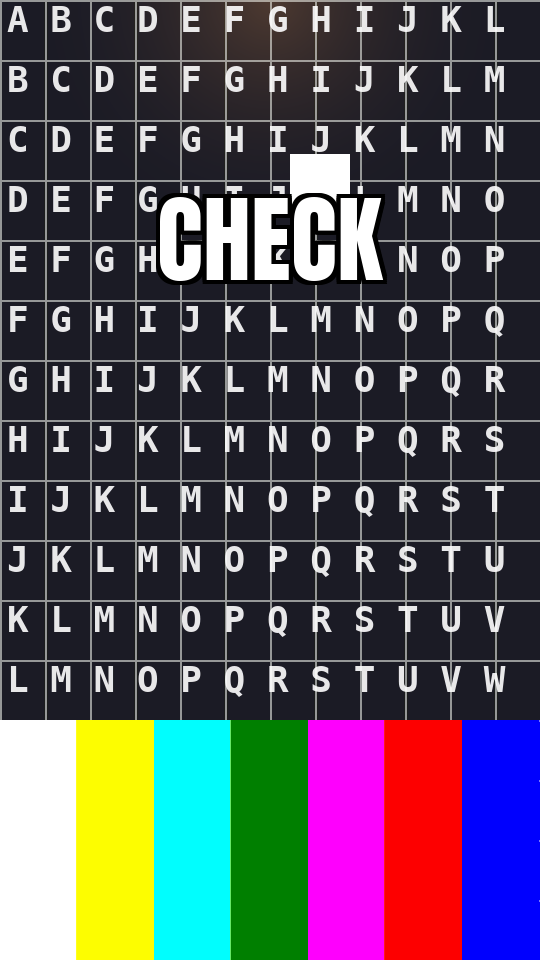 A B C D E F G H I J K L
B C D E F G H I J K L M
C D E F G H I J K L M N
D E F G H I J L M N O
CHECK
E F G H K N O P
F G H I J K L M N O P Q
G H I J K L M N O P Q R
H I J K L M N O P Q R S
I J K L M N O P Q R S T
J K L M N O P Q R S T U
K L M N O P Q R S T U V
L M N O P Q R S T U V W